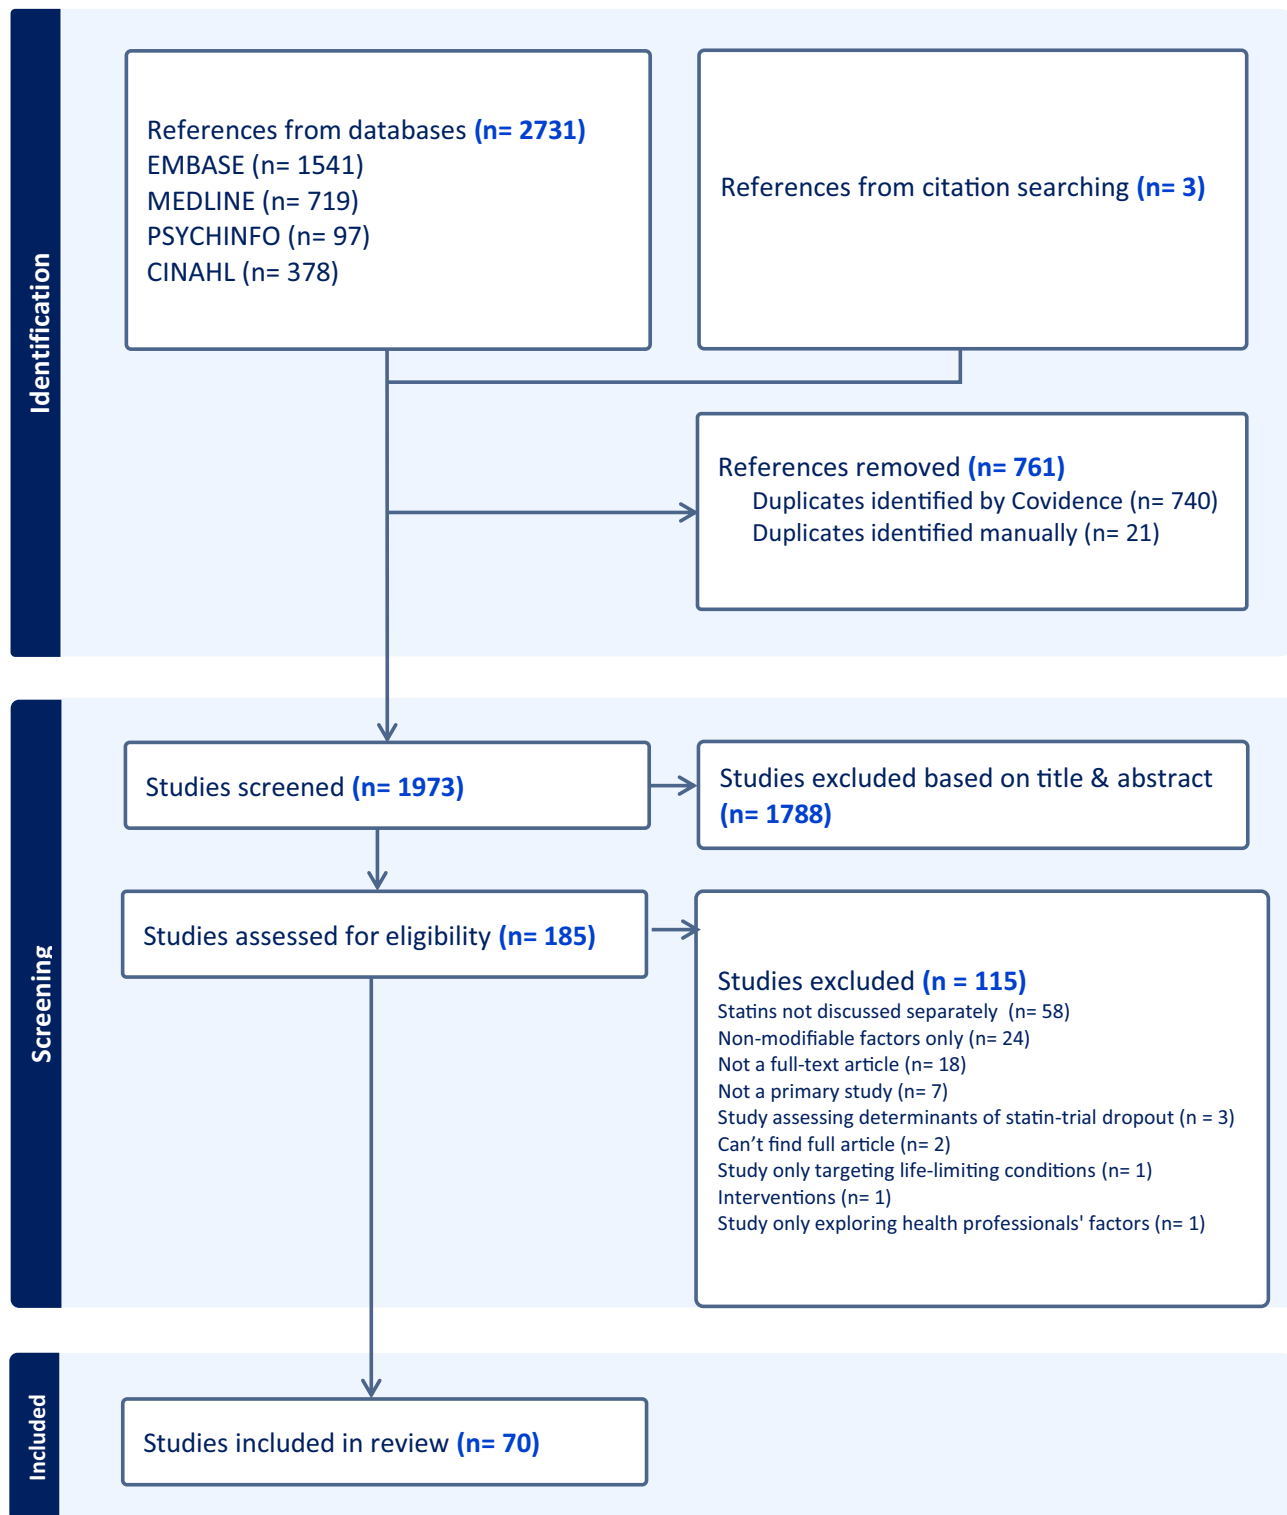 Identification
References from databases (n= 2731)
EMBASE (n= 1541)
MEDLINE (n= 719)
PSYCHINFO (n= 97)
CINAHL (n= 378)
References from citation searching (n= 3)
References removed (n= 761)
Duplicates identified by Covidence (n= 740)
Duplicates identified manually (n= 21)
Screening
Studies screened (n= 1973)
Studies excluded based on title & abstract
(n= 1788)
Studies assessed for eligibility (n= 185)
Studies excluded (n = 115)
Statins not discussed separately  (n= 58)
Non-modifiable factors only (n= 24)
Not a full-text article (n= 18)
Not a primary study (n= 7)
Study assessing determinants of statin-trial dropout (n = 3)
Can't find full article (n= 2)
Study only targeting life-limiting conditions (n= 1)
Interventions (n= 1)
Study only exploring health professionals' factors (n= 1)
Included
Studies included in review (n= 70)